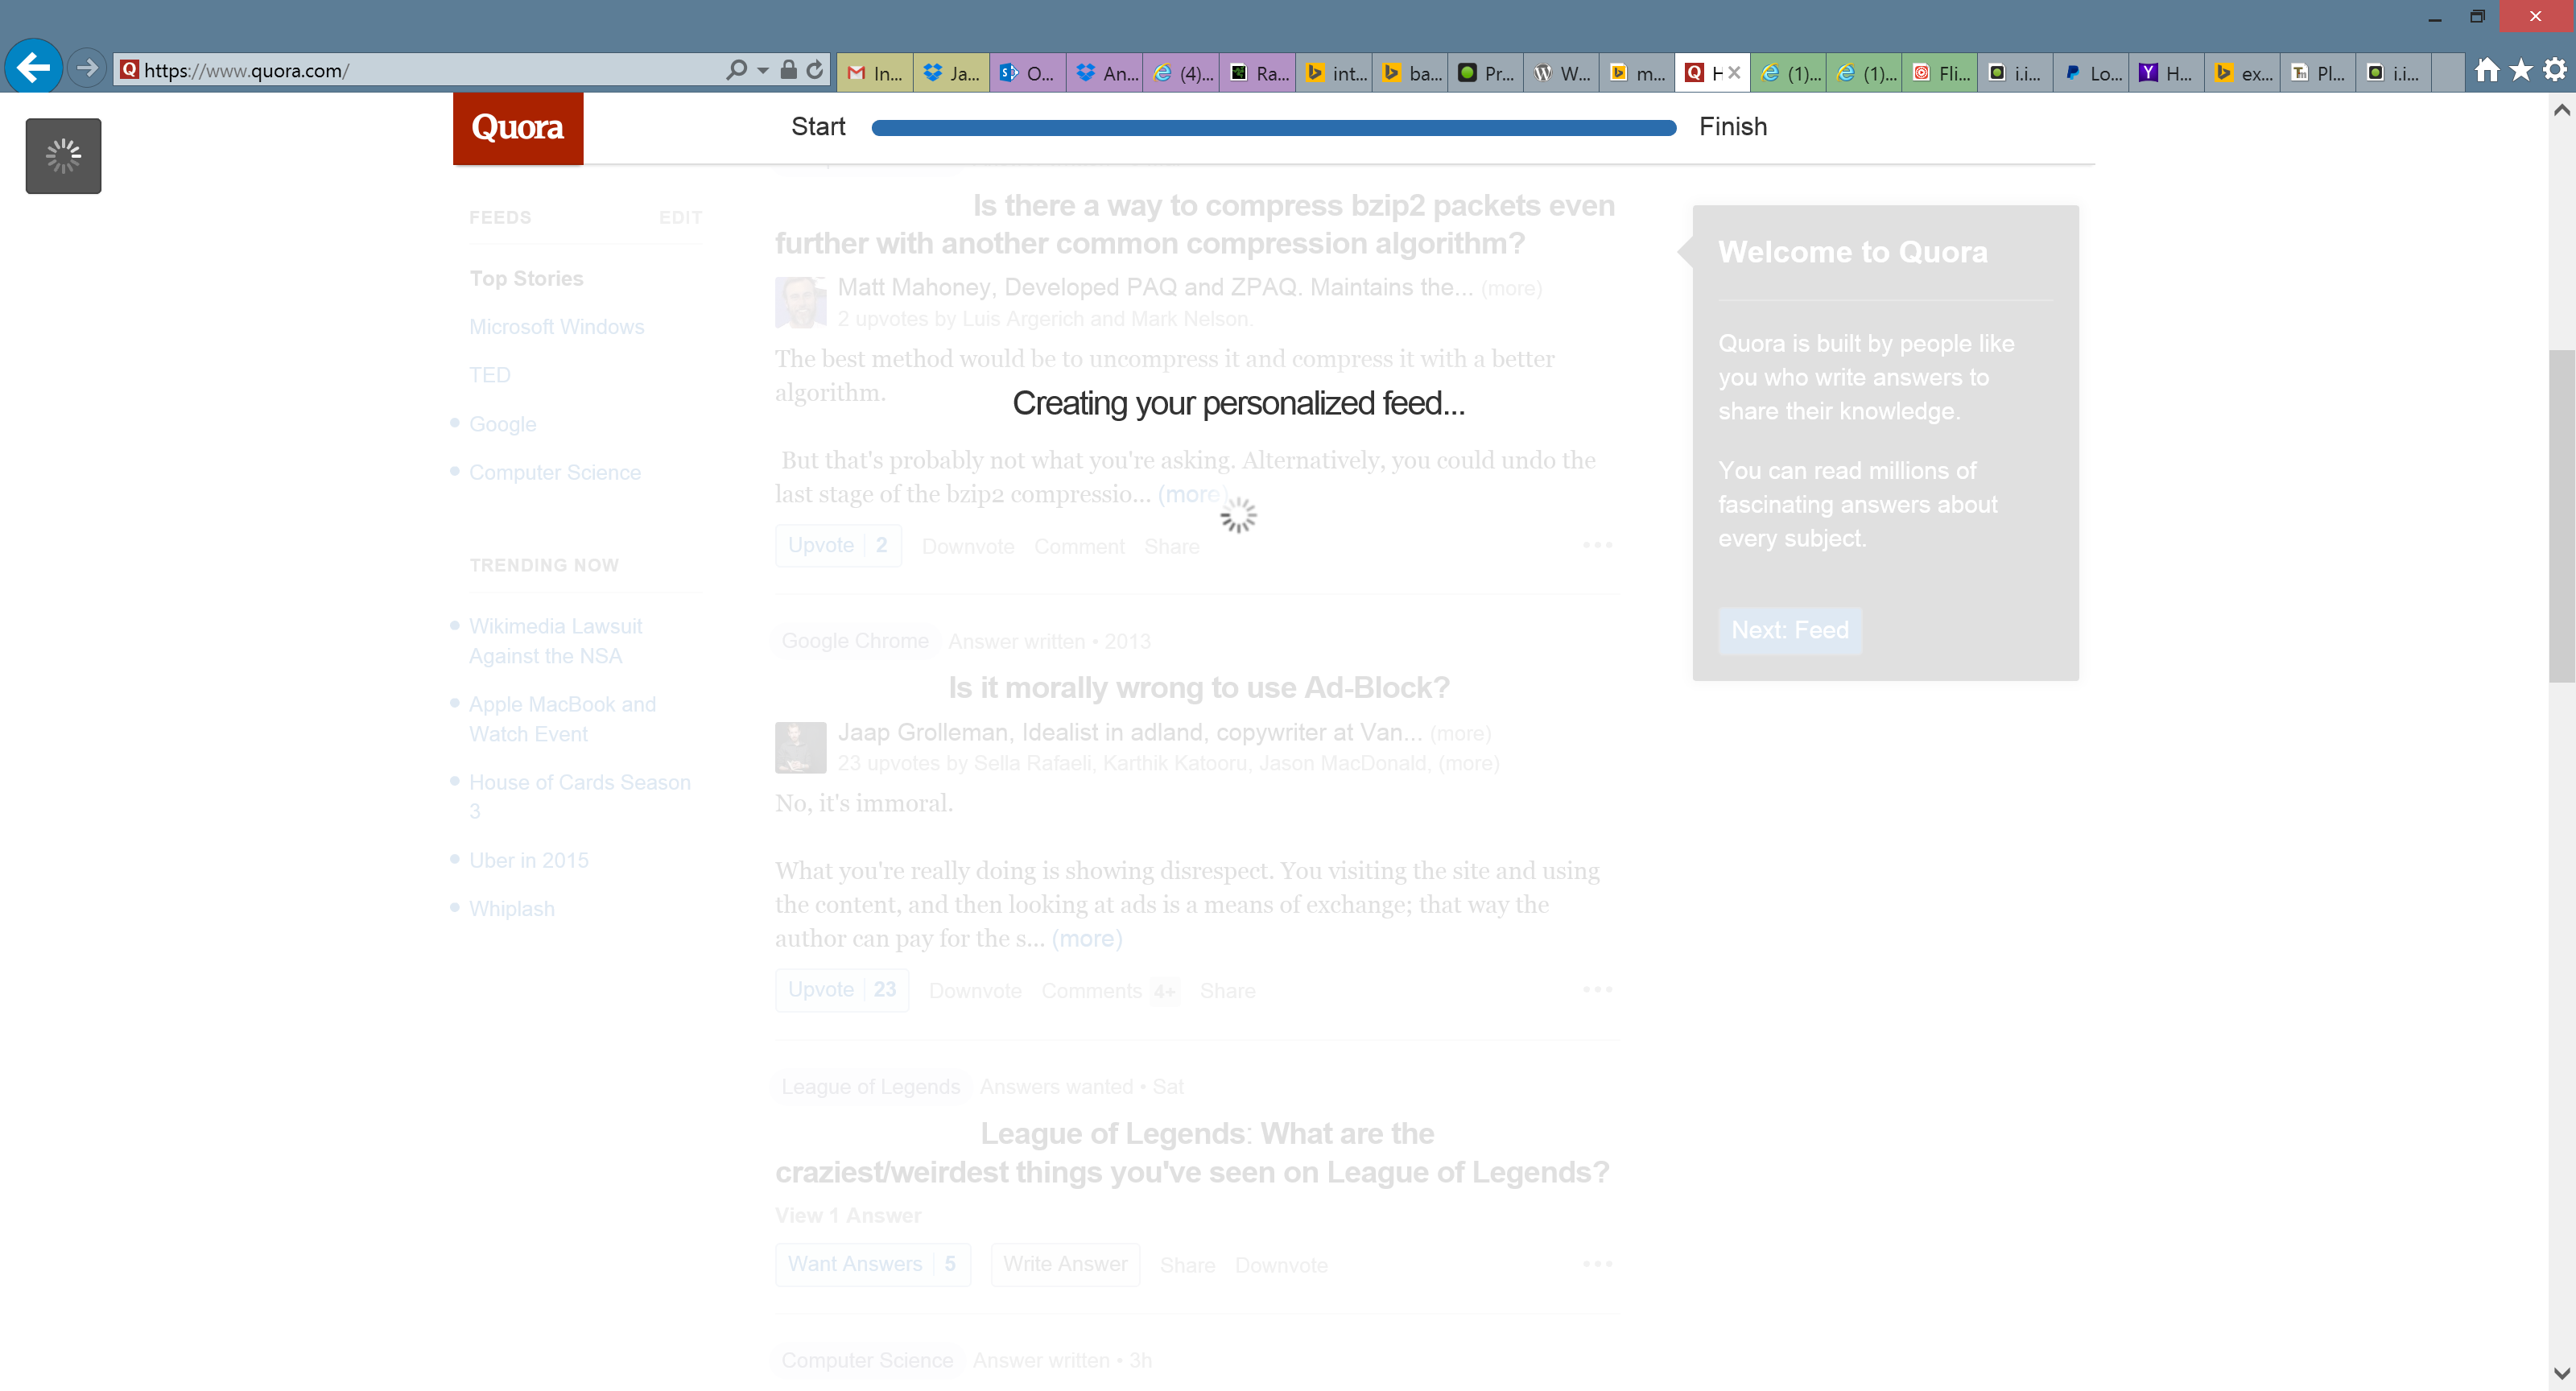 https://www.quora.com/
In...
Ja...
O...
An...
(4)...
Ra...
int...
ba...
Pr...
W...
m...
H
(1)...
(1)...
Fli...
i.i...
Lo...
H...
ex...
Pl...
i.i...
Quora
Start
Finish
FEEDS
EDIT
Top Stories
Microsoft Windows
TED
Google
Computer Science
TRENDING NOW
Wikimedia Lawsuit
Against the NSA
Apple MacBook and
Watch Event
House of Cards Season
3
Uber in 2015
Whiplash
Is there a way to compress bzip2 packets even
further with another common compression algorithm?
Matt Mahoney, Developed PAQ and ZPAQ. Maintains the... (more)
2 upvotes by Luis Argerich and Mark Nelson.
The best method would be to uncompress it and compress it with a better
algorithm.
Creating your personalized feed...
But that's probably not what you're asking. Alternatively, you could undo the
last stage of the bzip2 compressio... (more)
Upvote 2 Downvote Comment Share
Google Chrome Answer written • 2013
Is it morally wrong to use Ad-Block?
Jaap Grolleman, Idealist in adland, copywriter at Van... (more)
23 upvotes by Sella Rafaeli, Karthik Katooru, Jason MacDonald, (more)
No, it's immoral.
What you're really doing is showing disrespect. You visiting the site and using
the content, and then looking at ads is a means of exchange; that way the
author can pay for the s... (more)
Upvote 23 Downvote Comments 4+ Share
League of Legends Answers wanted • Sat
League of Legends: What are the
craziest/weirdest things you've seen on League of Legends?
View 1 Answer
Want Answers 5 Write Answer Share Downvote
Computer Science Answer written • 3h
Welcome to Quora
Quora is built by people like
you who write answers to
share their knowledge.
You can read millions of
fascinating answers about
every subject.
Next: Feed